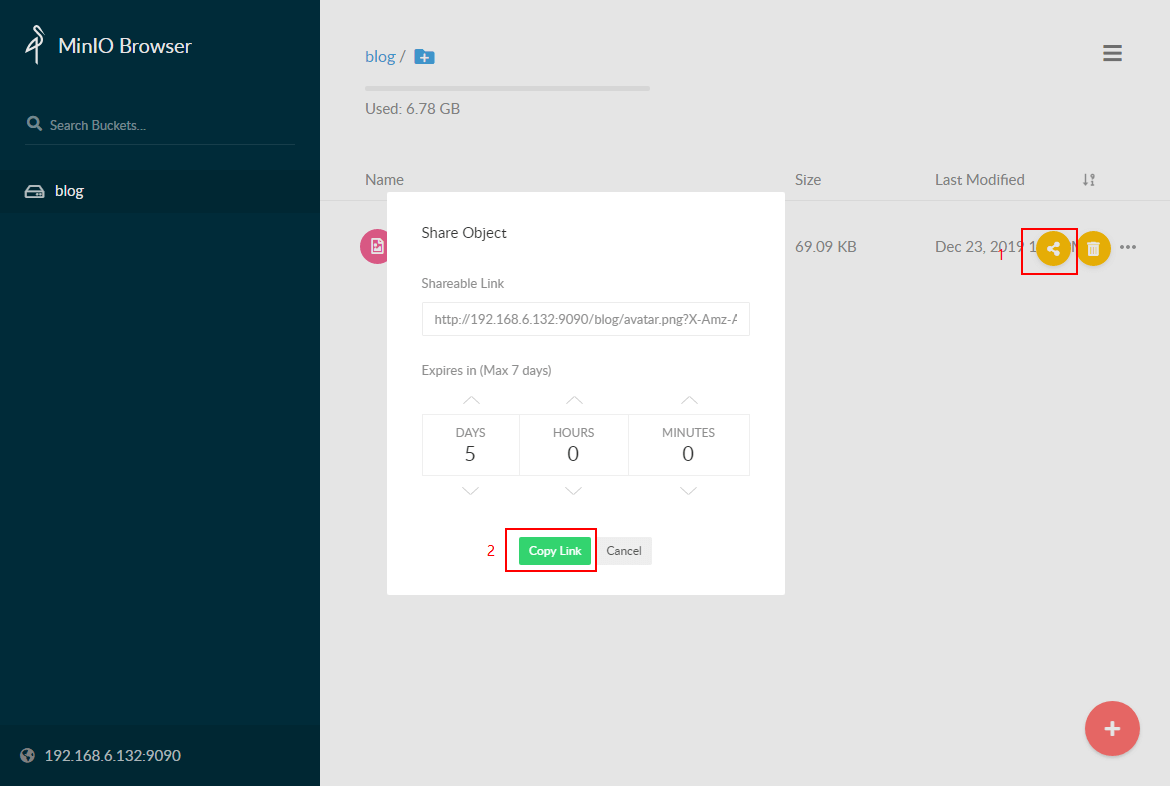 MinIO Browser
Search Buckets...
blog
192.168.6.132:9090
blog /
Used: 6.78 GB
Name Size Last Modified
69.09 KB Dec 23, 2019 1
1
Share Object
Shareable Link
http://192.168.6.132:9090/blog/avatar.png?X-Amz-A
Expires in (Max 7 days)
DAYS HOURS MINUTES
5 0 0
2 Copy Link Cancel